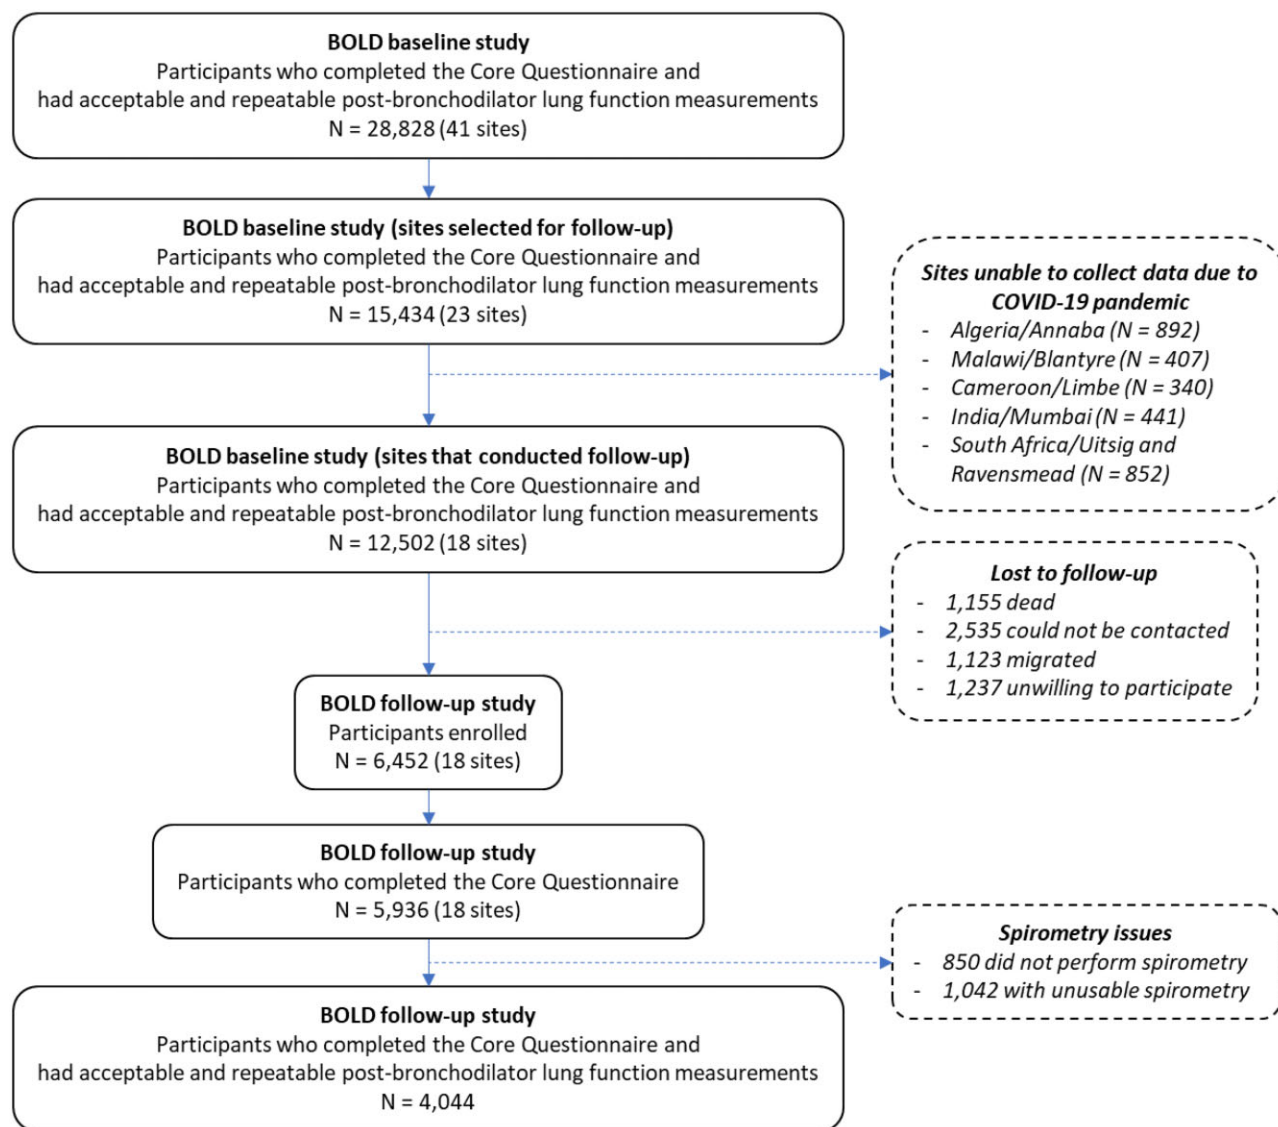 BOLD baseline study
Participants who completed the Core Questionnaire and
had acceptable and repeatable post-bronchodilator lung function measurements
N = 28,828 (41 sites)
BOLD baseline study (sites selected for follow-up)
Participants who completed the Core Questionnaire and
had acceptable and repeatable post-bronchodilator lung function measurements
N = 15,434 (23 sites)
Sites unable to collect data due to
COVID-19 pandemic
- Algeria/Annaba (N = 892)
- Malawi/Blantyre (N = 407)
- Cameroon/Limbe (N = 340)
- India/Mumbai (N = 441)
- South Africa/Uitsig and
Ravensmead (N = 852)
BOLD baseline study (sites that conducted follow-up)
Participants who completed the Core Questionnaire and
had acceptable and repeatable post-bronchodilator lung function measurements
N = 12,502 (18 sites)
Lost to follow-up
- 1,155 dead
- 2,535 could not be contacted
- 1,123 migrated
- 1,237 unwilling to participate
BOLD follow-up study
Participants enrolled
N = 6,452 (18 sites)
BOLD follow-up study
Participants who completed the Core Questionnaire
N = 5,936 (18 sites)
Spirometry issues
- 850 did not perform spirometry
- 1,042 with unusable spirometry
BOLD follow-up study
Participants who completed the Core Questionnaire and
had acceptable and repeatable post-bronchodilator lung function measurements
N = 4,044